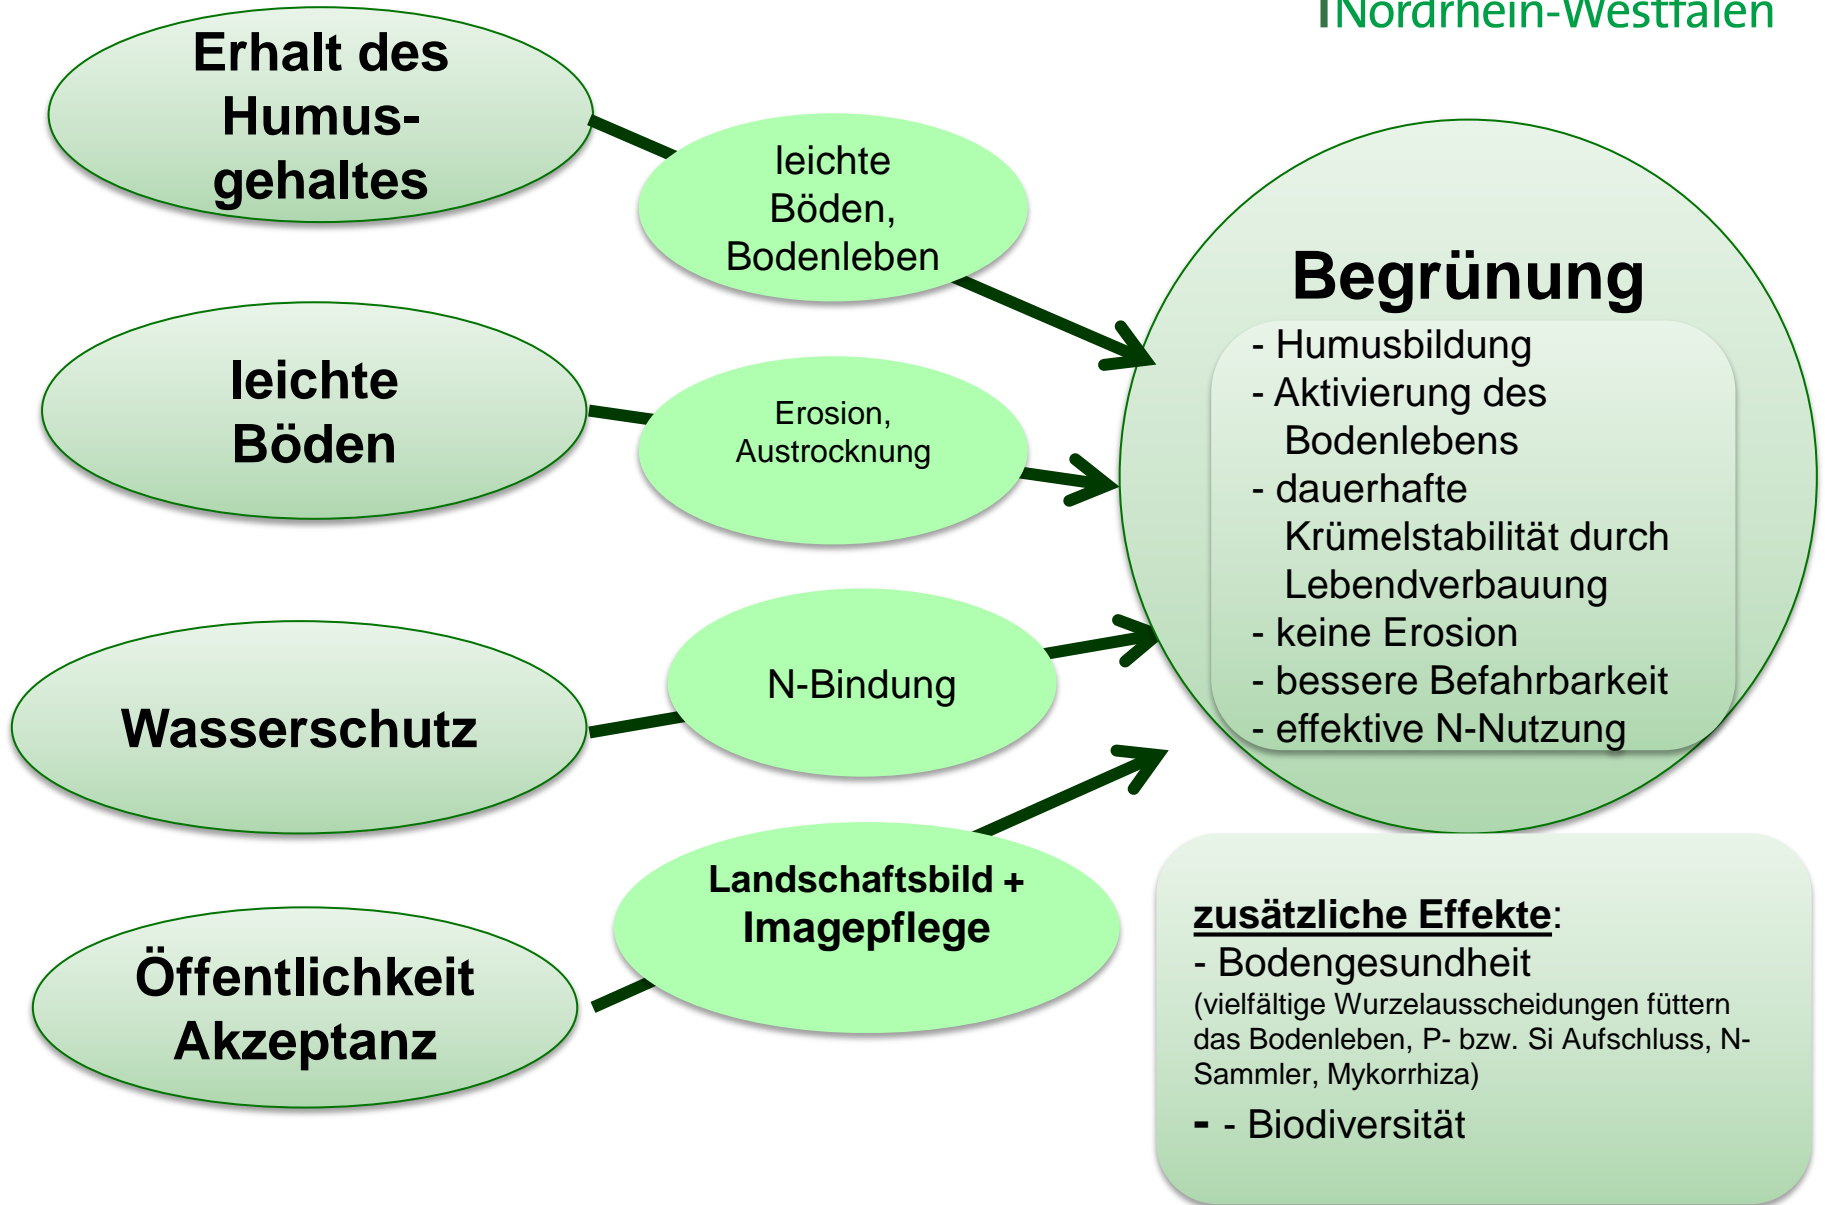 Nordrhein-Westfalen
Erhalt des
Humus-
gehaltes
leichte
Böden,
Bodenleben
leichte
Böden
Erosion,
Austrocknung
Wasserschutz
N-Bindung
Öffentlichkeit
Akzeptanz
Landschaftsbild +
Imagepflege
Begrünung
- Humusbildung
- Aktivierung des
Bodenlebens
- dauerhafte
Krümelstabilität durch
Lebendverbauung
- keine Erosion
- bessere Befahrbarkeit
- effektive N-Nutzung
zusätzliche Effekte:
- Bodengesundheit
(vielfältige Wurzelausscheidungen füttern
das Bodenleben, P- bzw. Si Aufschluss, N-
Sammler, Mykorrhiza)
- - Biodiversität